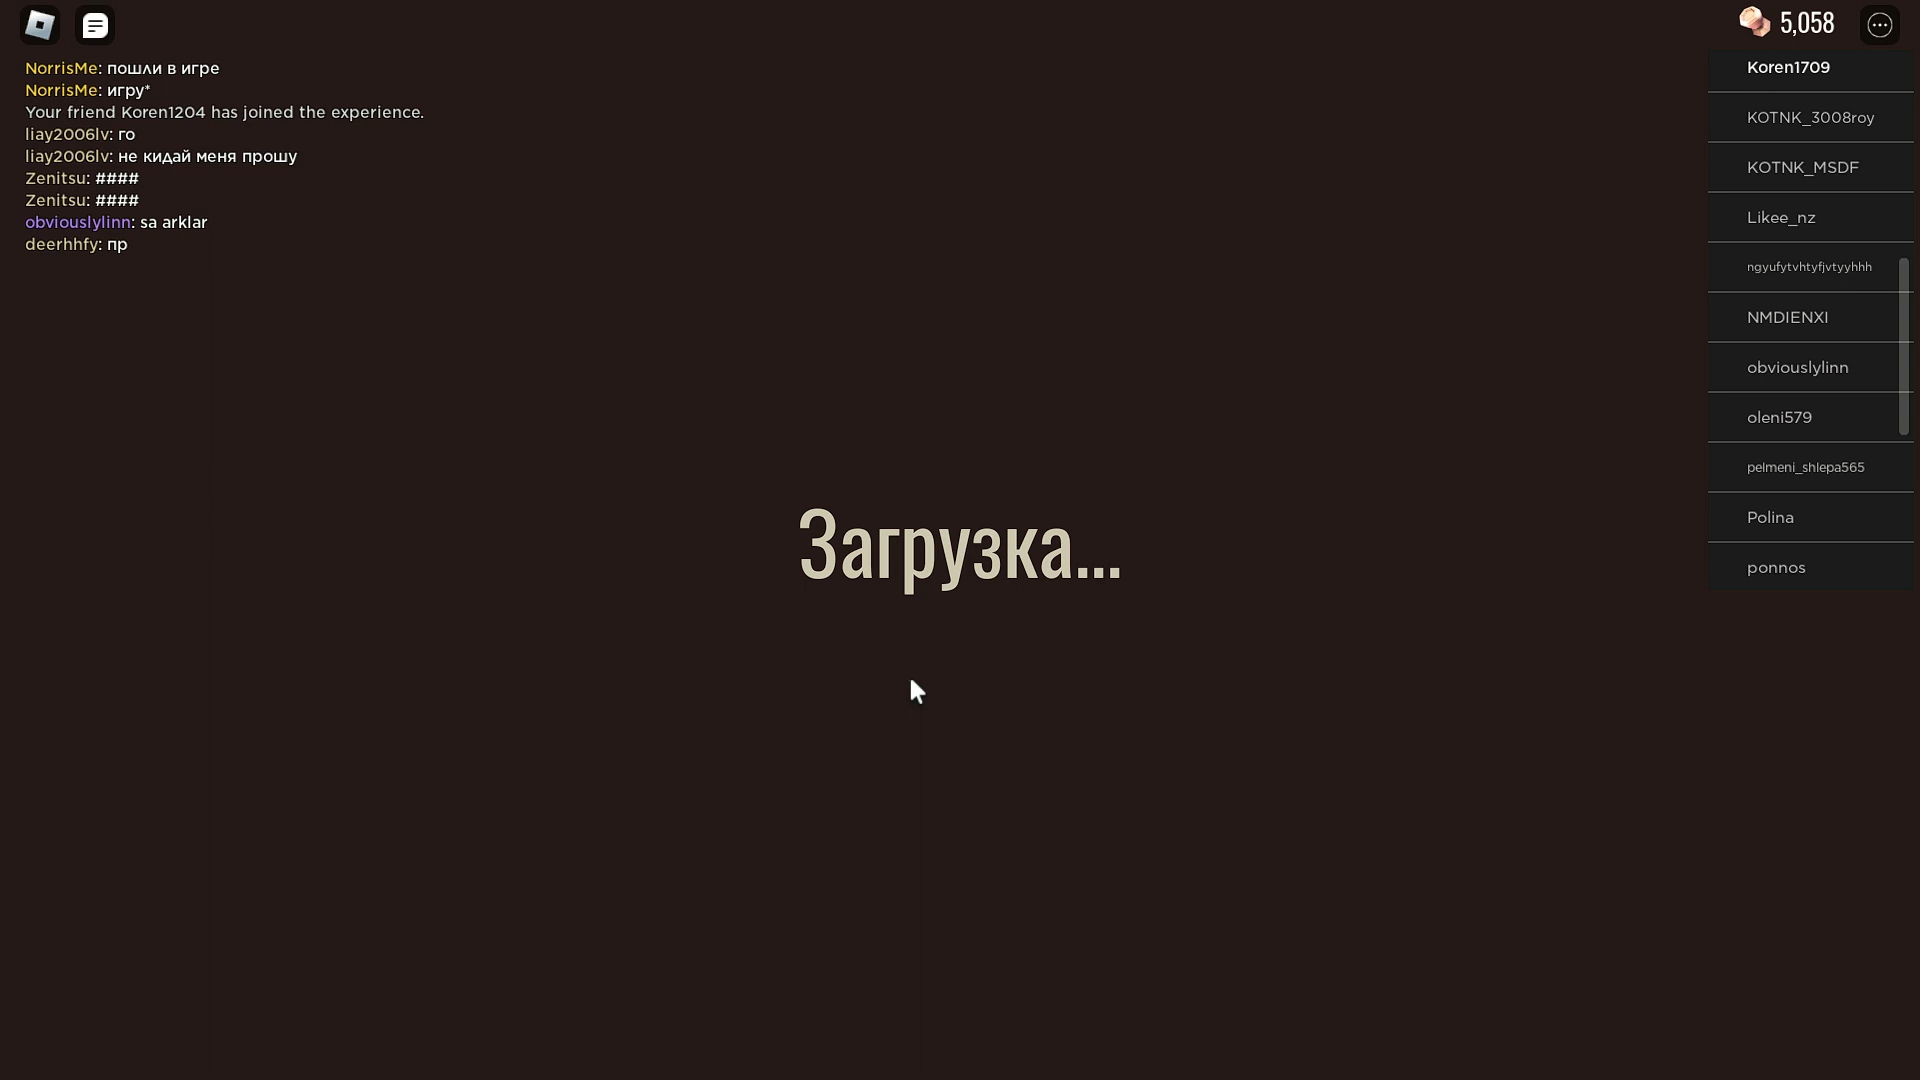 5,058
NorrisMe: пошли в игре
NorrisMe: игру*
Your friend Koren1204 has joined the experience.
liay2006lv: го
liay2006lv: не кидай меня прошу
Zenitsu: ####
Zenitsu: ####
obviouslylinn: sa arklar
deerhhfy: пр
Koren1709
KOTNK_3008roy
KOTNK_MSDF
Likee_nz
ngyufytvhtyfjvtyyhhh
NMDIENXI
obviouslylinn
oleni579
pelmeni_shlepa565
Polina
ponnos
Загрузка...